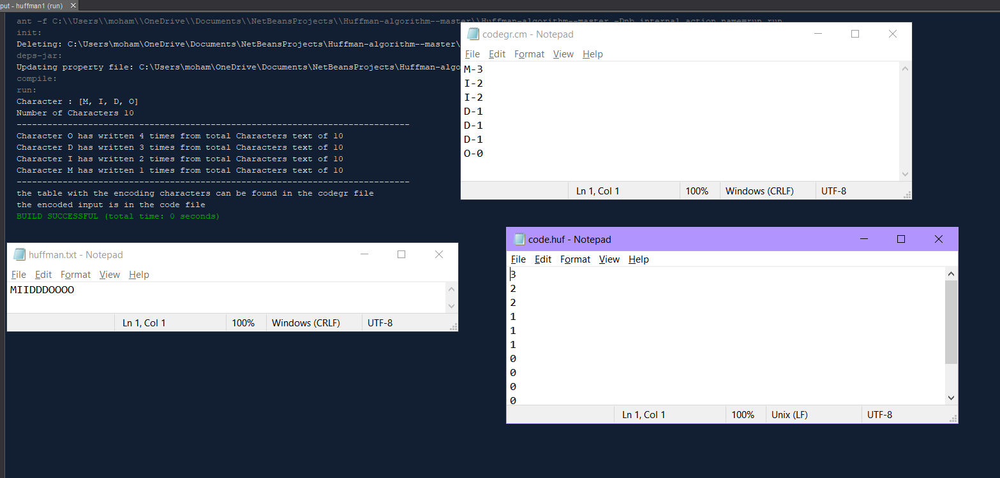 put - huffman1 (run) ×
ant -f C:\\Users\\moham\\OneDrive\\Documents\\NetBeansProjects\\Huffman-algorithm--master\\Huffman-algorithm--master -Dnb.internal.action.name=run run
init:
Deleting: C:\Users\moham\OneDrive\Documents\NetBeansProjects\Huffman-algorithm--master\
deps-jar:
Updating property file: C:\Users\moham\OneDrive\Documents\NetBeansProjects\Huffman-algo
compile:
run:
Character : [M, I, D, O]
Number of Characters 10
-----------------------------------------------------------------------------
Character O has written 4 times from total Characters text of 10
Character D has written 3 times from total Characters text of 10
Character I has written 2 times from total Characters text of 10
Character M has written 1 times from total Characters text of 10
-----------------------------------------------------------------------------
the table with the encoding characters can be found in the codegr file
the encoded input is in the code file
BUILD SUCCESSFUL (total time: 0 seconds)
codegr.cm - Notepad
File Edit Format View Help
M-3
I-2
I-2
D-1
D-1
D-1
O-0
Ln 1, Col 1 100% Windows (CRLF) UTF-8
huffman.txt - Notepad
File Edit Format View Help
MIIDDDOOOO
Ln 1, Col 1 100% Windows (CRLF) UTF-8
code.huf - Notepad
File Edit Format View Help
3
2
2
1
1
1
0
0
0
0
Ln 1, Col 1 100% Unix (LF) UTF-8